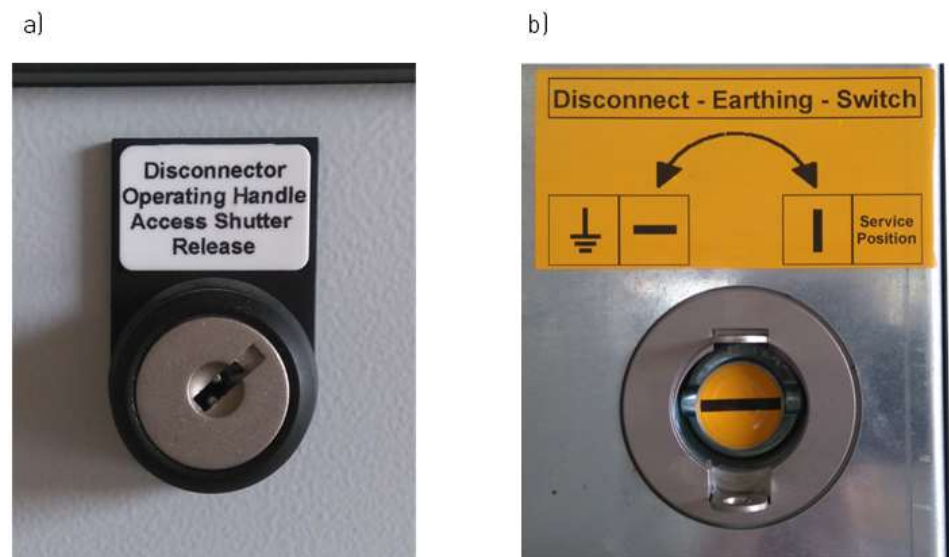 a)
b)
Disconnector
Operating Handle
Access Shutter
Release
Disconnect - Earthing - Switch
Service
Position